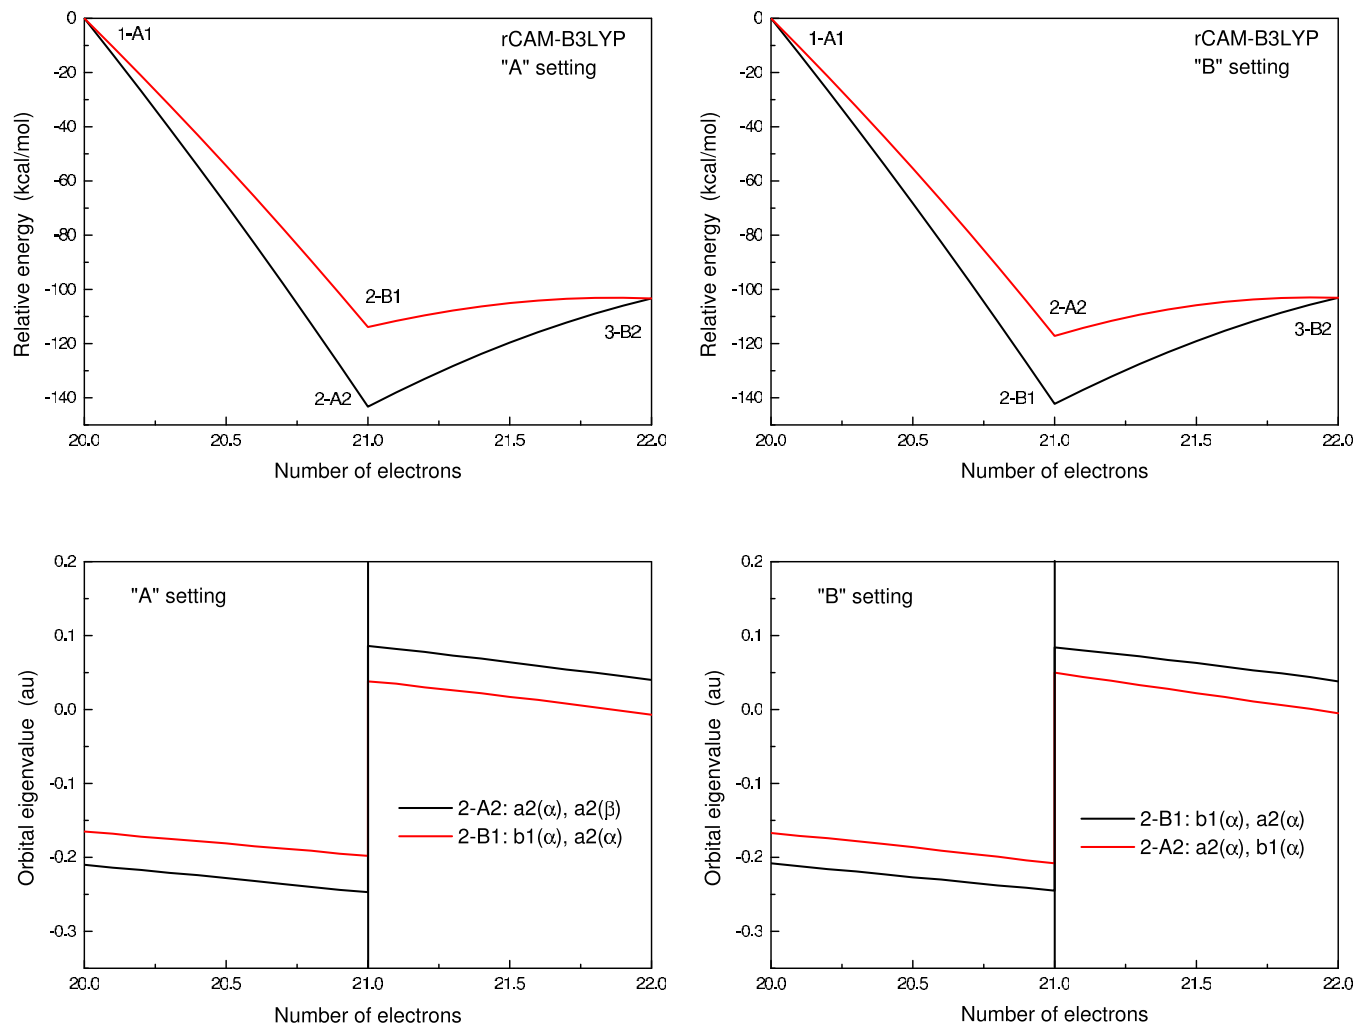 0
-20
-40
-60
-80
-100
-120
-140
Relative energy (kcal/mol)
1-A1
rCAM-B3LYP
"A" setting
2-B1
3-B2
2-A2
20.0 20.5 21.0 21.5 22.0
Number of electrons
0
-20
-40
-60
-80
-100
-120
-140
Relative energy (kcal/mol)
1-A1
rCAM-B3LYP
"B" setting
2-A2
3-B2
2-B1
20.0 20.5 21.0 21.5 22.0
Number of electrons
0.2
0.1
0.0
-0.1
-0.2
-0.3
Orbital eigenvalue (au)
"A" setting
2-A2: a2(α), a2(β)
2-B1: b1(α), a2(α)
20.0 20.5 21.0 21.5 22.0
Number of electrons
0.2
0.1
0.0
-0.1
-0.2
-0.3
Orbital eigenvalue (au)
"B" setting
2-B1: b1(α), a2(α)
2-A2: a2(α), b1(α)
20.0 20.5 21.0 21.5 22.0
Number of electrons